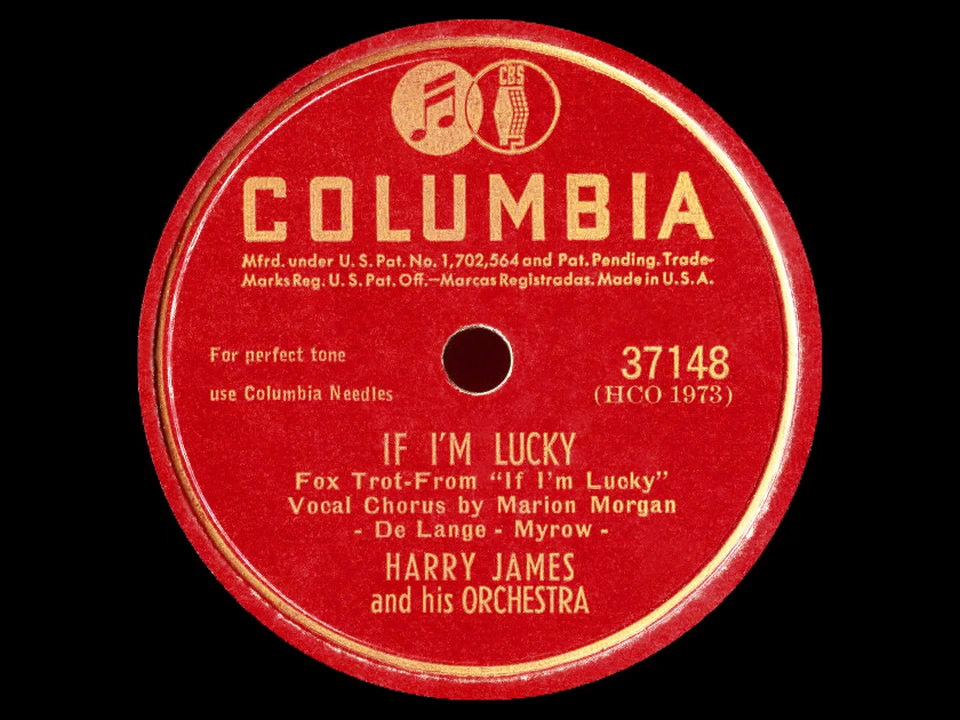 CBS
COLUMBIA
Mfrd. under U. S. Pat. No. 1,702,564 and Pat. Pending. Trade-
Marks Reg. U. S. Pat. Off.—Marcas Registradas. Made in U. S. A.
For perfect tone
use Columbia Needles
37148
(HCO 1973)
IF I'M LUCKY
Fox Trot-From “If I'm Lucky”
Vocal Chorus by Marion Morgan
- De Lange - Myrow -
HARRY JAMES
and his ORCHESTRA